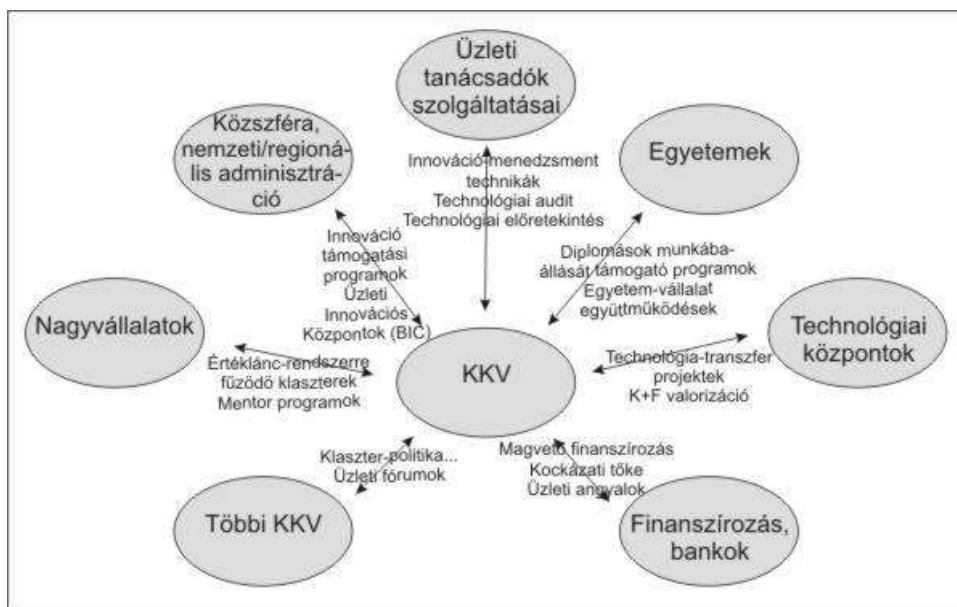 Üzleti
tanácsadók
szolgáltatásai
Közszféra,
nemzeti/regioná-
lis adminisztrá-
ció
Egyetemek
Innováció-menedzsment
technikák
Technológiai audit
Technológiai előretekintés
Innováció
támogatási
programok
Üzleti
Innovációs
Központok (BIC)
Diplomások munkába-
állását támogató programok
Egyetem-vállalat
együttműködések
Nagyvállalatok
Technológiai
központok
Értéklánc-rendszerre
fűződő klaszterek
Mentor programok
KKV
Technológia-transzfer
projektek
K+F valorizáció
Klaszter-politika...
Üzleti fórumok
Magvető finanszírozás
Kockázati tőke
Üzleti angyalok
Többi KKV
Finanszírozás,
bankok